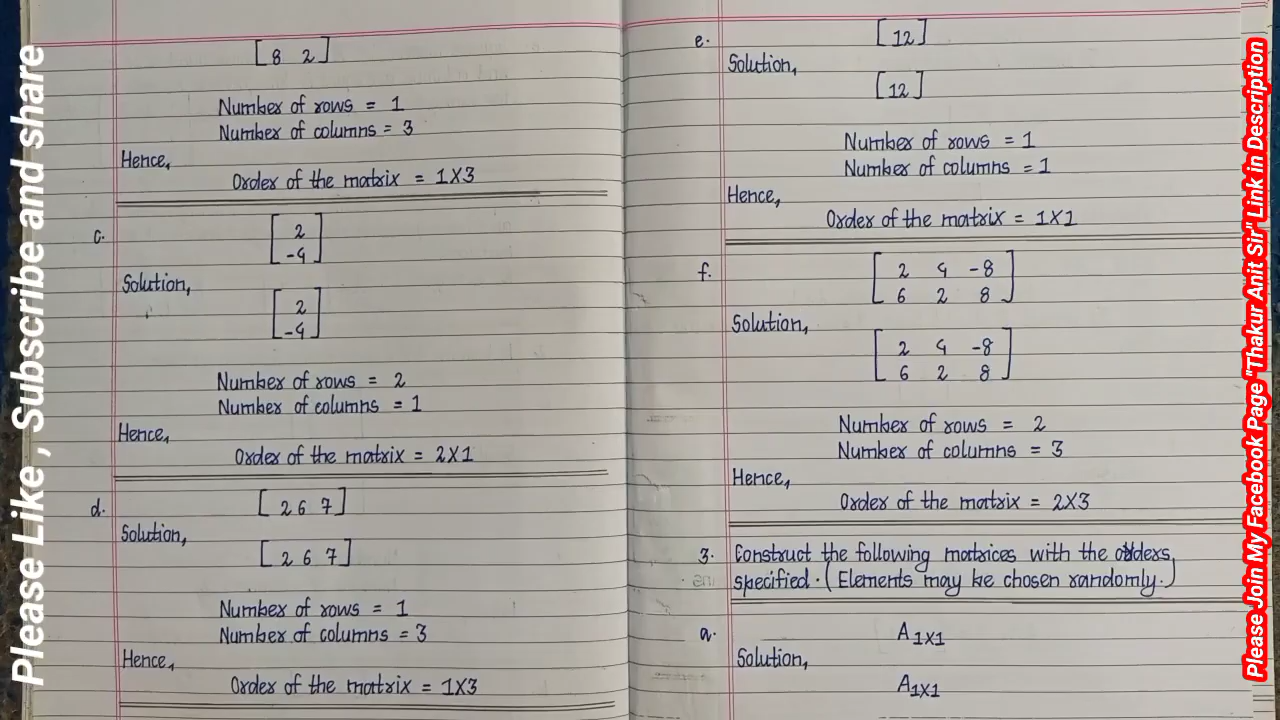 [ 8 2 ]
Number of rows = 1
Number of columns = 3
Hence,
Order of the matrix = 1X3
c.
[ 2
-4 ]
Solution,
[ 2
-4 ]
Number of rows = 2
Number of columns = 1
Hence,
Order of the matrix = 2X1
d. [ 2 6 7 ]
Solution,
[ 2 6 7 ]
Number of rows = 1
Number of columns = 3
Hence,
Order of the matrix = 1X3
e. [ 12 ]
Solution,
[ 12 ]
Number of rows = 1
Number of columns = 1
Hence,
Order of the matrix = 1X1
f. [ 2 4 -8
6 2 8 ]
Solution,
[ 2 4 -8
6 2 8 ]
Number of rows = 2
Number of columns = 3
Hence,
Order of the matrix = 2X3
3. Construct the following matrices with the orders
specified. (Elements may be chosen randomly.)
a. A 1X1
Solution,
A 1X1
Please Like , Subscribe and share
Please Join My Facebook Page "Thakur Anit Sir" Link in Description